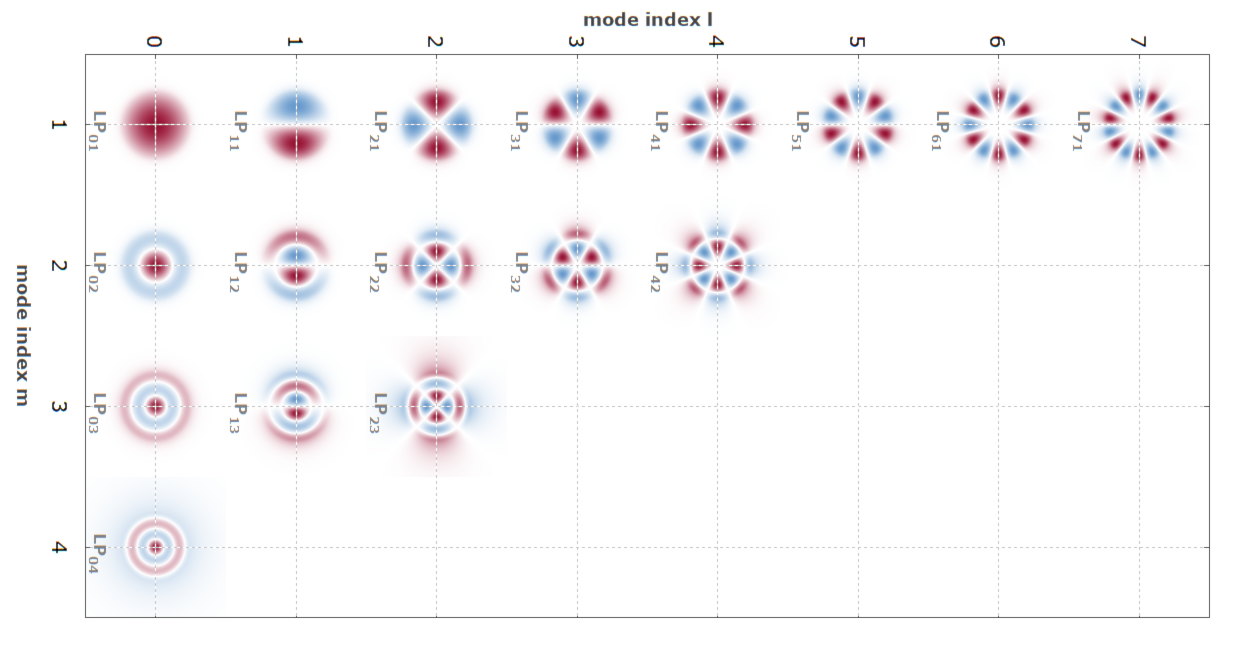 mode index l
0 1 2 3 4 5 6 7
mode index m
1
LP01 LP11 LP21 LP31 LP41 LP51 LP61 LP71
2
LP02 LP12 LP22 LP32 LP42
3
LP03 LP13 LP23
4
LP04